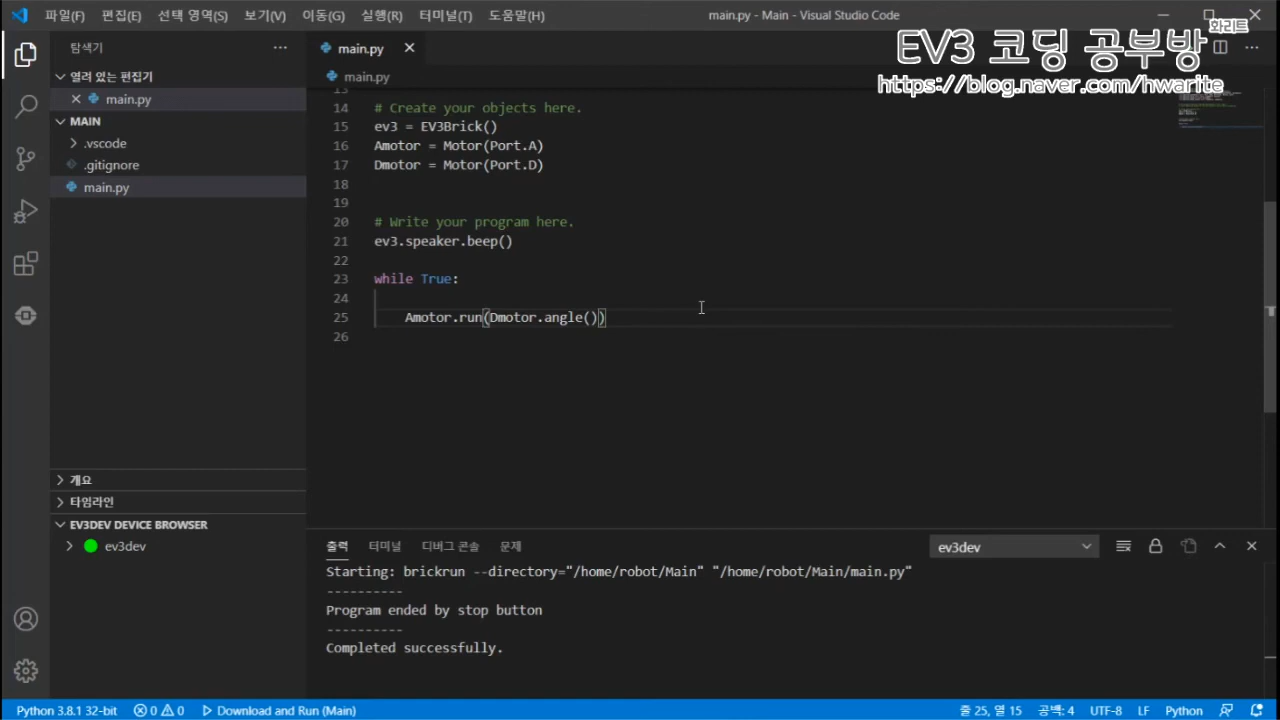 파일(F) 편집(E) 선택 영역(S) 보기(V) 이동(G) 실행(R) 터미널(T) 도움말(H) main.py - Main - Visual Studio Code
화리트
EV3 코딩 공부방
https://blog.naver.com/hwarite
탐색기
열려 있는 편집기
main.py
MAIN
.vscode
.gitignore
main.py
개요
타임라인
EV3DEV DEVICE BROWSER
ev3dev
main.py
main.py
13
14 # Create your objects here.
15 ev3 = EV3Brick()
16 Amotor = Motor(Port.A)
17 Dmotor = Motor(Port.D)
18
19
20 # Write your program here.
21 ev3.speaker.beep()
22
23 while True:
24
25 Amotor.run(Dmotor.angle())
26
출력 터미널 디버그 콘솔 문제 ev3dev
Starting: brickrun --directory="/home/robot/Main" "/home/robot/Main/main.py"
----------
Program ended by stop button
----------
Completed successfully.
Python 3.8.1 32-bit 0 0 Download and Run (Main) 줄 25, 열 15 공백: 4 UTF-8 LF Python